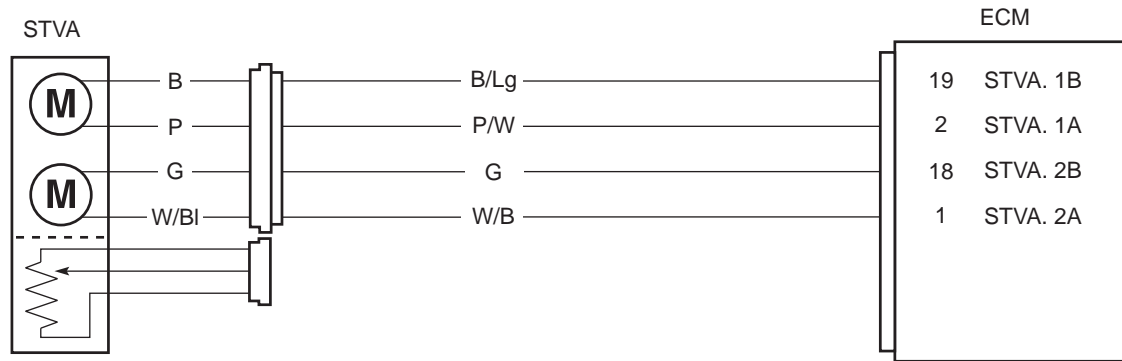 STVA
ECM
M
B
B/Lg
19 STVA. 1B
P
P/W
2 STVA. 1A
M
G
G
18 STVA. 2B
W/Bl
W/B
1 STVA. 2A